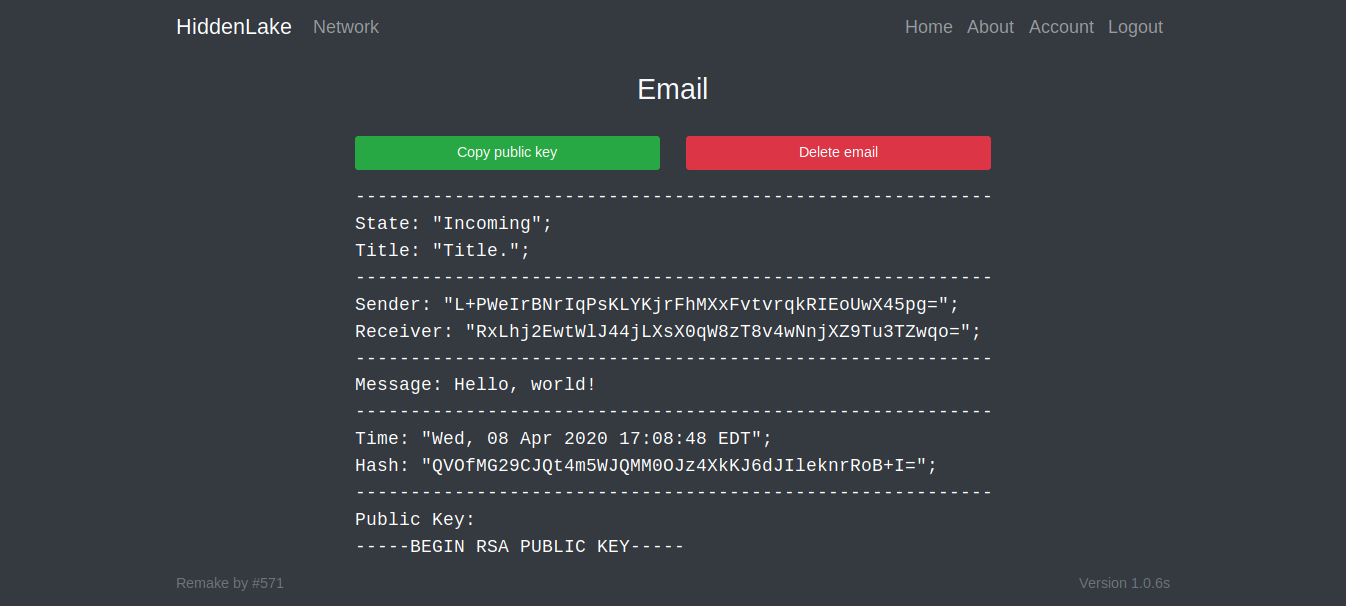 HiddenLake Network Home About Account Logout
Email
Copy public key Delete email
----------------------------------------------------------
State: "Incoming";
Title: "Title.";
----------------------------------------------------------
Sender: "L+PWeIrBNrIqPsKLYKjrFhMXxFvtvrqkRIEoUwX45pg=";
Receiver: "RxLhj2EwtWlJ44jLXsX0qW8zT8v4wNnjXZ9Tu3TZwqo=";
----------------------------------------------------------
Message: Hello, world!
----------------------------------------------------------
Time: "Wed, 08 Apr 2020 17:08:48 EDT";
Hash: "QVOfMG29CJQt4m5WJQMM0OJz4XkKJ6dJIleknrRoB+I=";
----------------------------------------------------------
Public Key:
-----BEGIN RSA PUBLIC KEY-----
Remake by #571 Version 1.0.6s